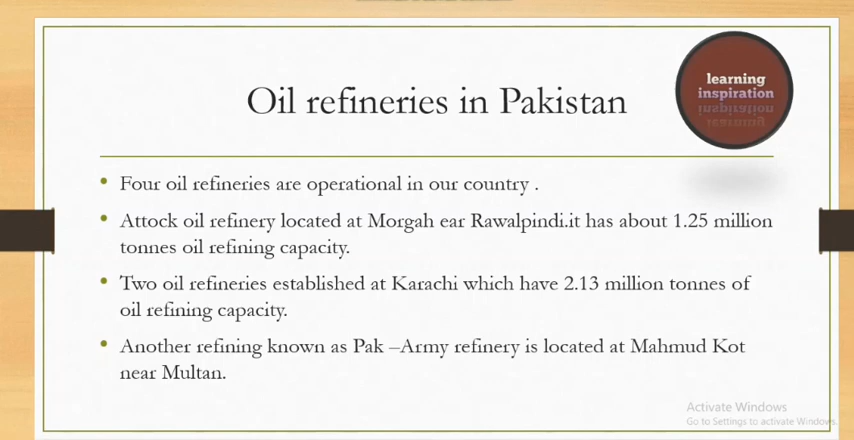 learning
inspiration
Oil refineries in Pakistan
• Four oil refineries are operational in our country .
• Attock oil refinery located at Morgah ear Rawalpindi.it has about 1.25 million
tonnes oil refining capacity.
• Two oil refineries established at Karachi which have 2.13 million tonnes of
oil refining capacity.
• Another refining known as Pak –Army refinery is located at Mahmud Kot
near Multan.
Activate Windows
Go to Settings to activate Windows.